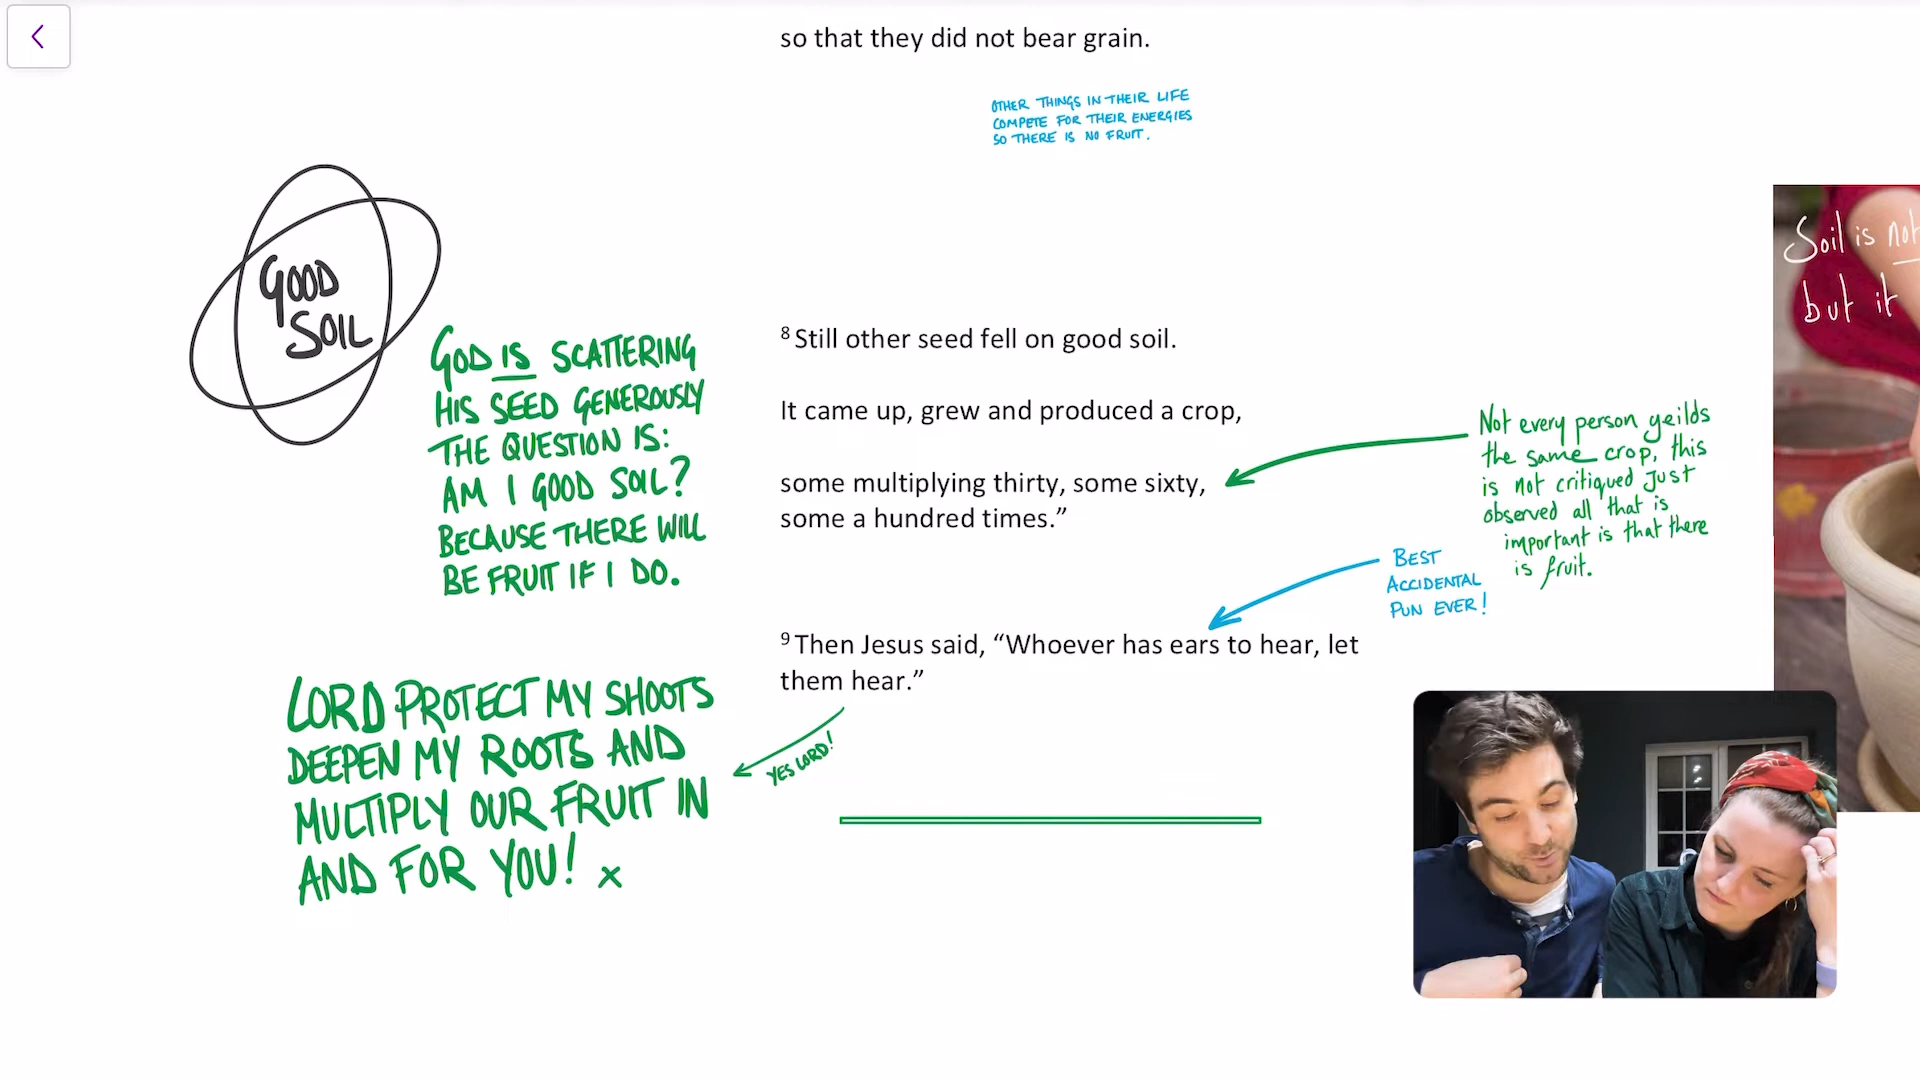 so that they did not bear grain.
OTHER THINGS IN THEIR LIFE
COMPETE FOR THEIR ENERGIES
SO THERE IS NO FRUIT.
GOOD
SOIL
GOD IS SCATTERING
HIS SEED GENEROUSLY
THE QUESTION IS:
AM I GOOD SOIL?
BECAUSE THERE WILL
BE FRUIT IF I DO.
8 Still other seed fell on good soil.
It came up, grew and produced a crop,
some multiplying thirty, some sixty,
some a hundred times.”
Not every person yeilds
the same crop, this
is not critiqued Just
observed all that is
important is that there
is fruit.
BEST
ACCIDENTAL
PUN EVER!
9 Then Jesus said, “Whoever has ears to hear, let
them hear.”
YES LORD!
LORD PROTECT MY SHOOTS
DEEPEN MY ROOTS AND
MULTIPLY OUR FRUIT IN
AND FOR YOU! x
Soil is not
but it